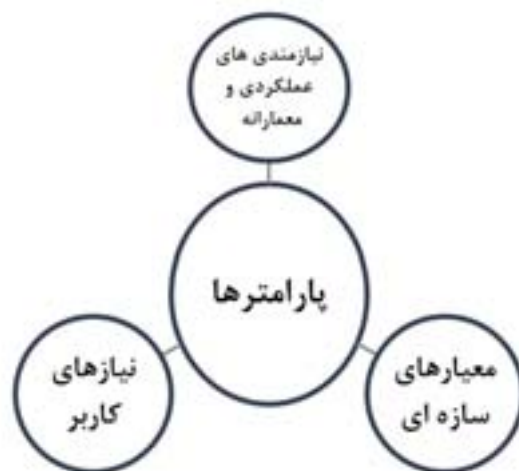 نیازمندی های
عملکردی و
معمارانه
پارامترها
معیارهای
سازه ای
نیازهای
کاربر